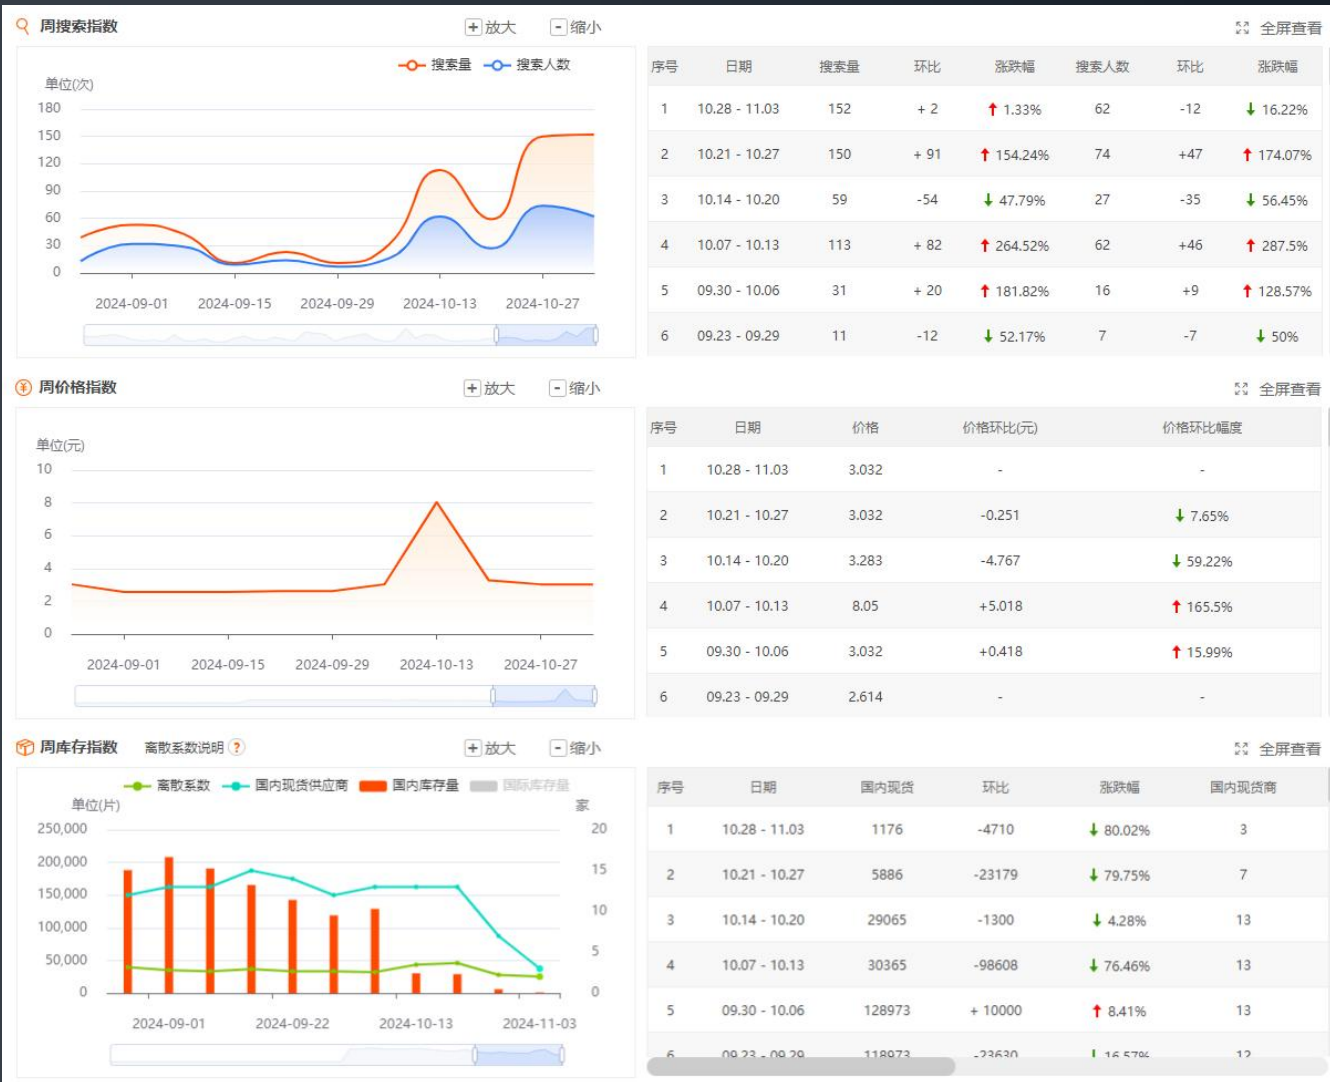 周搜索指数 放大 缩小 全屏查看
搜索量 搜索人数
单位(次)
180
150
120
90
60
30
0
2024-09-01 2024-09-15 2024-09-29 2024-10-13 2024-10-27
序号 日期 搜索量 环比 涨跌幅 搜索人数 环比 涨跌幅
1 10.28 - 11.03 152 + 2 1.33% 62 -12 16.22%
2 10.21 - 10.27 150 + 91 154.24% 74 +47 174.07%
3 10.14 - 10.20 59 -54 47.79% 27 -35 56.45%
4 10.07 - 10.13 113 + 82 264.52% 62 +46 287.5%
5 09.30 - 10.06 31 + 20 181.82% 16 +9 128.57%
6 09.23 - 09.29 11 -12 52.17% 7 -7 50%
周价格指数 放大 缩小 全屏查看
单位(元)
10
8
6
4
2
0
2024-09-01 2024-09-15 2024-09-29 2024-10-13 2024-10-27
序号 日期 价格 价格环比(元) 价格环比幅度
1 10.28 - 11.03 3.032 - -
2 10.21 - 10.27 3.032 -0.251 7.65%
3 10.14 - 10.20 3.283 -4.767 59.22%
4 10.07 - 10.13 8.05 +5.018 165.5%
5 09.30 - 10.06 3.032 +0.418 15.99%
6 09.23 - 09.29 2.614 - -
周库存指数 离散系数说明 ? 放大 缩小 全屏查看
离散系数 国内现货供应商 国内库存量 国际库存量
单位(片) 家
250,000 20
200,000 15
150,000
100,000 10
50,000 5
0 0
2024-09-01 2024-09-22 2024-10-13 2024-11-03
序号 日期 国内现货 环比 涨跌幅 国内现货商
1 10.28 - 11.03 1176 -4710 80.02% 3
2 10.21 - 10.27 5886 -23179 79.75% 7
3 10.14 - 10.20 29065 -1300 4.28% 13
4 10.07 - 10.13 30365 -98608 76.46% 13
5 09.30 - 10.06 128973 + 10000 8.41% 13
6 09.23 - 09.29 118973 -23630 16.57% 12